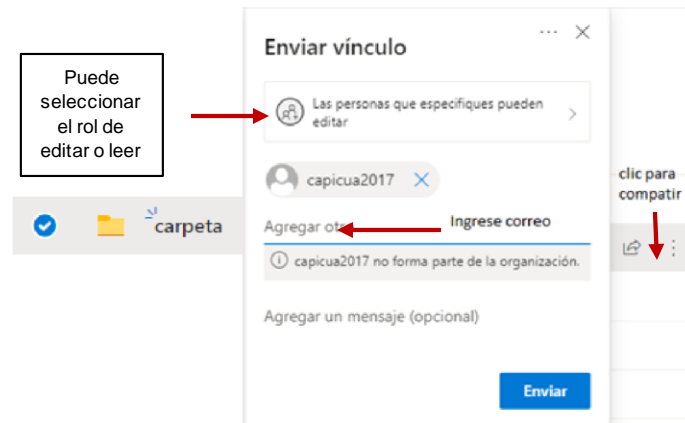 Enviar vínculo
Puede
seleccionar
el rol de
editar o leer
Las personas que especifiques pueden
editar
capicua2017
clic para
compatir
carpeta
Agregar
Ingrese correo
capicua2017 no forma parte de la organización.
Agregar un mensaje (opcional)
Enviar